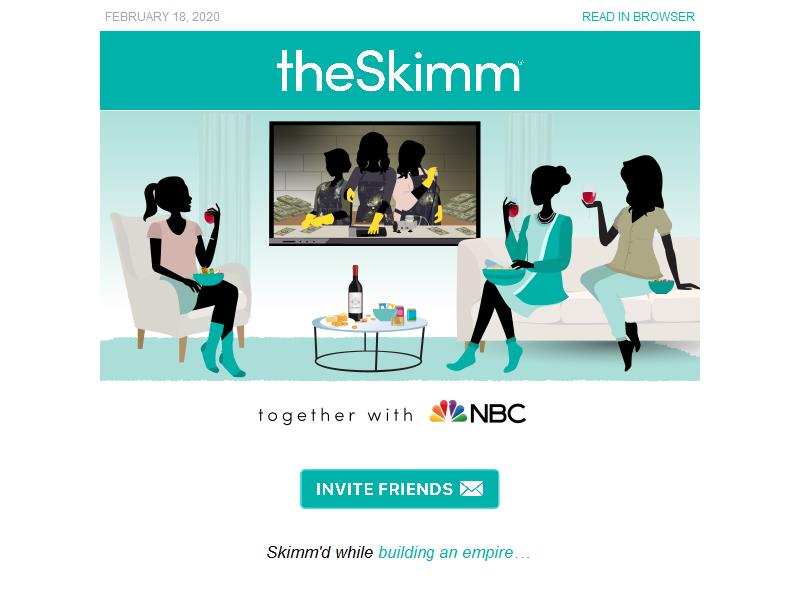 FEBRUARY 18, 2020
READ IN BROWSER
theSkimm®
together with NBC
INVITE FRIENDS
Skimm'd while building an empire…